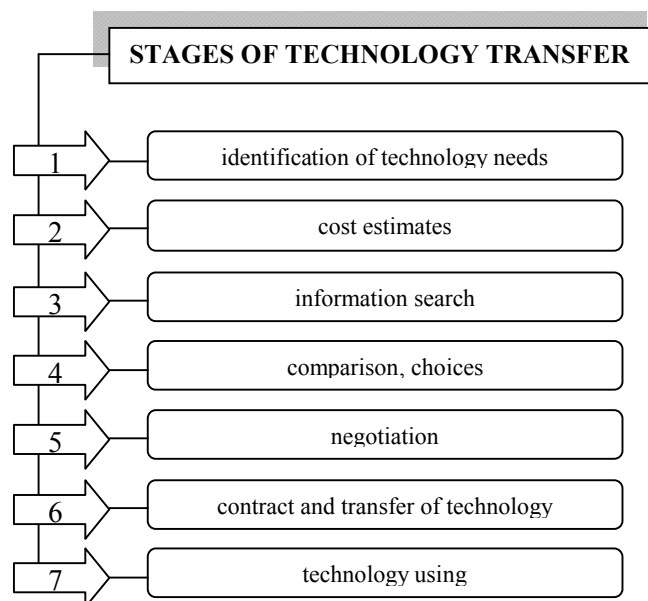 STAGES OF TECHNOLOGY TRANSFER
1 identification of technology needs
2 cost estimates
3 information search
4 comparison, choices
5 negotiation
6 contract and transfer of technology
7 technology using